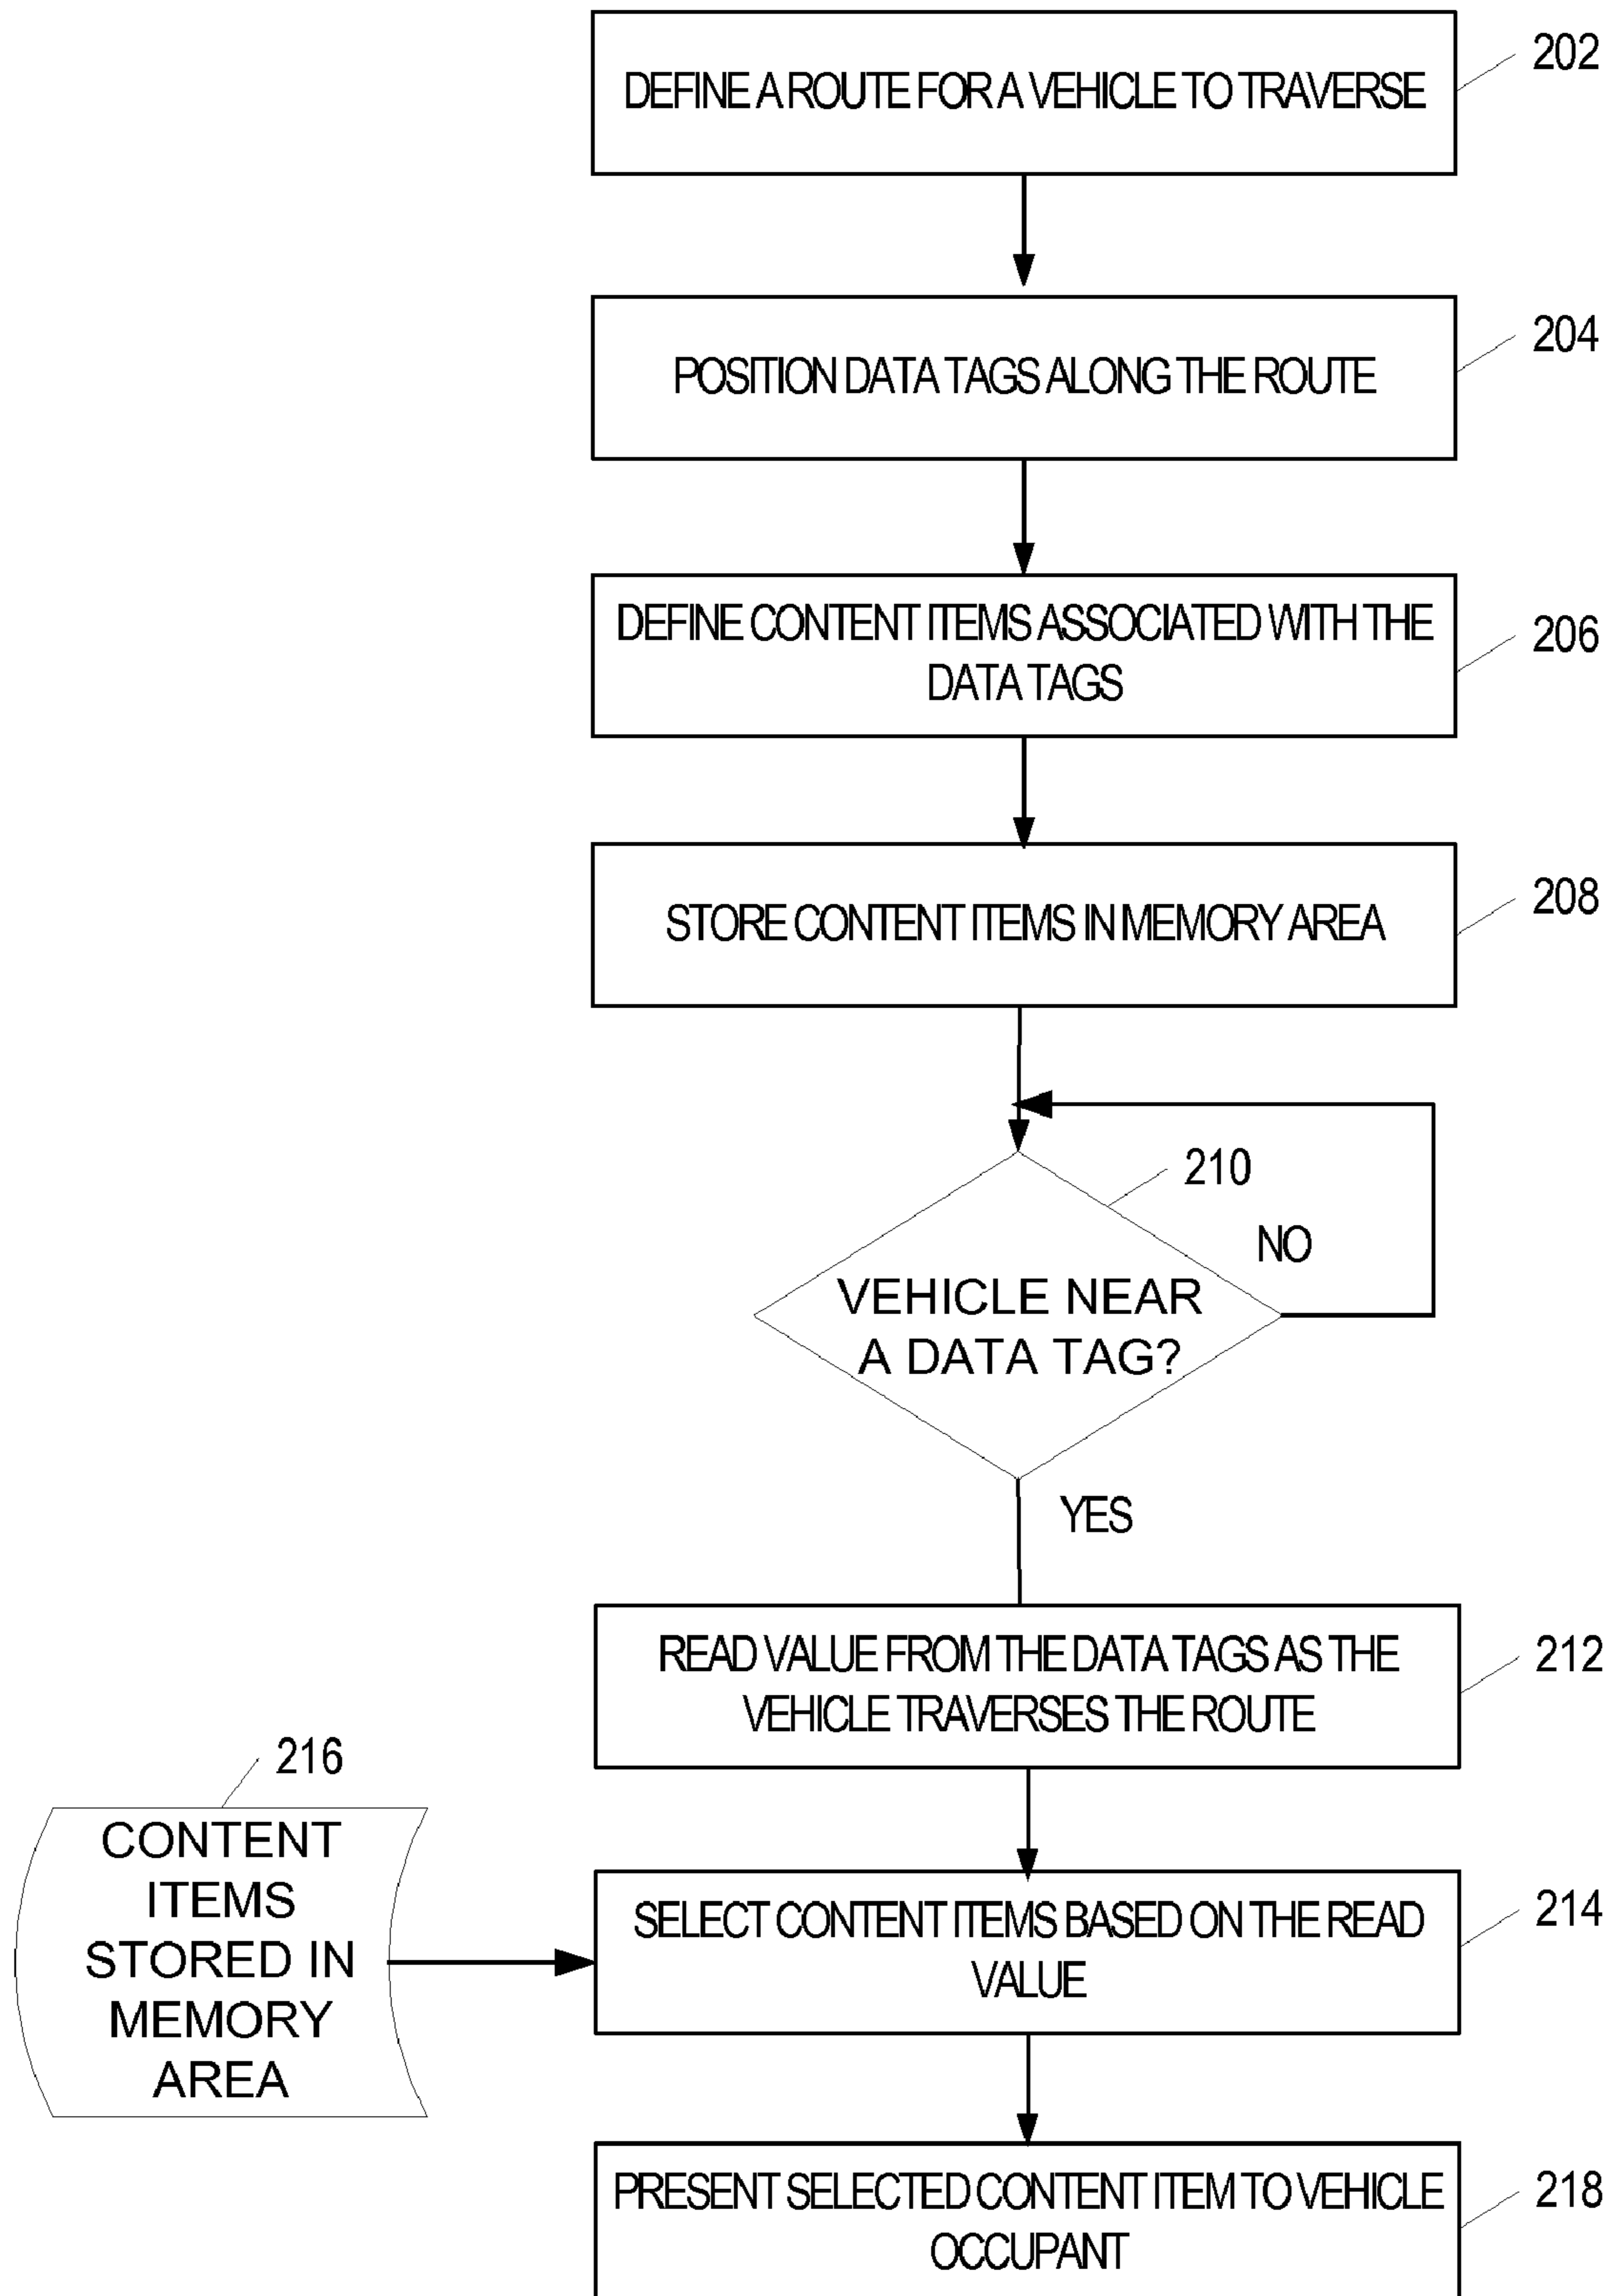 DEFINE A ROUTE FOR A VEHICLE TO TRAVERSE
202
POSITION DATA TAGS ALONG THE ROUTE
204
DEFINE CONTENT ITEMS ASSOCIATED WITH THE
DATA TAGS
206
STORE CONTENT ITEMS IN MEMORY AREA
208
210
NO
VEHICLE NEAR
A DATA TAG?
YES
READ VALUE FROM THE DATA TAGS AS THE
VEHICLE TRAVERSES THE ROUTE
212
216
CONTENT
ITEMS
STORED IN
MEMORY
AREA
SELECT CONTENT ITEMS BASED ON THE READ
VALUE
214
PRESENT SELECTED CONTENT ITEM TO VEHICLE
OCCUPANT
218